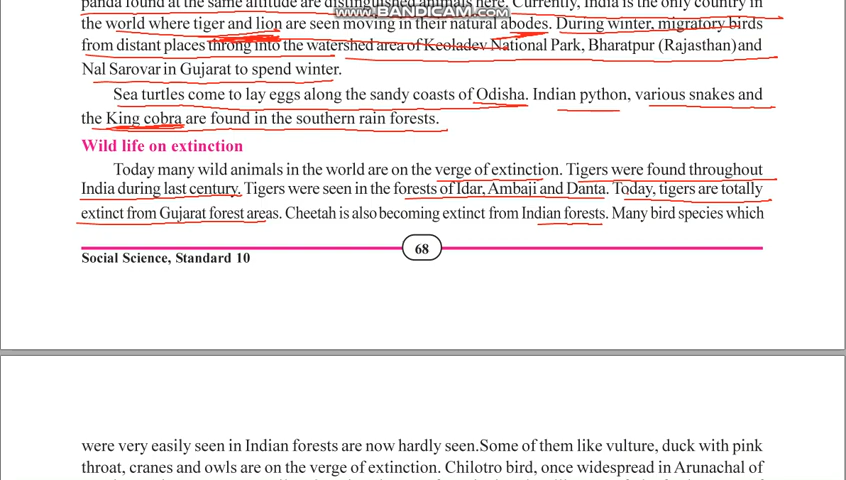 panda found at the same altitude are distinguished animals here. Currently, India is the only country in
WWW.BANDICAM.COM
the world where tiger and lion are seen moving in their natural abodes. During winter, migratory birds
from distant places throng into the watershed area of Keoladev National Park, Bharatpur (Rajasthan) and
Nal Sarovar in Gujarat to spend winter.
Sea turtles come to lay eggs along the sandy coasts of Odisha. Indian python, various snakes and
the King cobra are found in the southern rain forests.
Wild life on extinction
Today many wild animals in the world are on the verge of extinction. Tigers were found throughout
India during last century. Tigers were seen in the forests of Idar, Ambaji and Danta. Today, tigers are totally
extinct from Gujarat forest areas. Cheetah is also becoming extinct from Indian forests. Many bird species which
68
Social Science, Standard 10
were very easily seen in Indian forests are now hardly seen.Some of them like vulture, duck with pink
throat, cranes and owls are on the verge of extinction. Chilotro bird, once widespread in Arunachal of